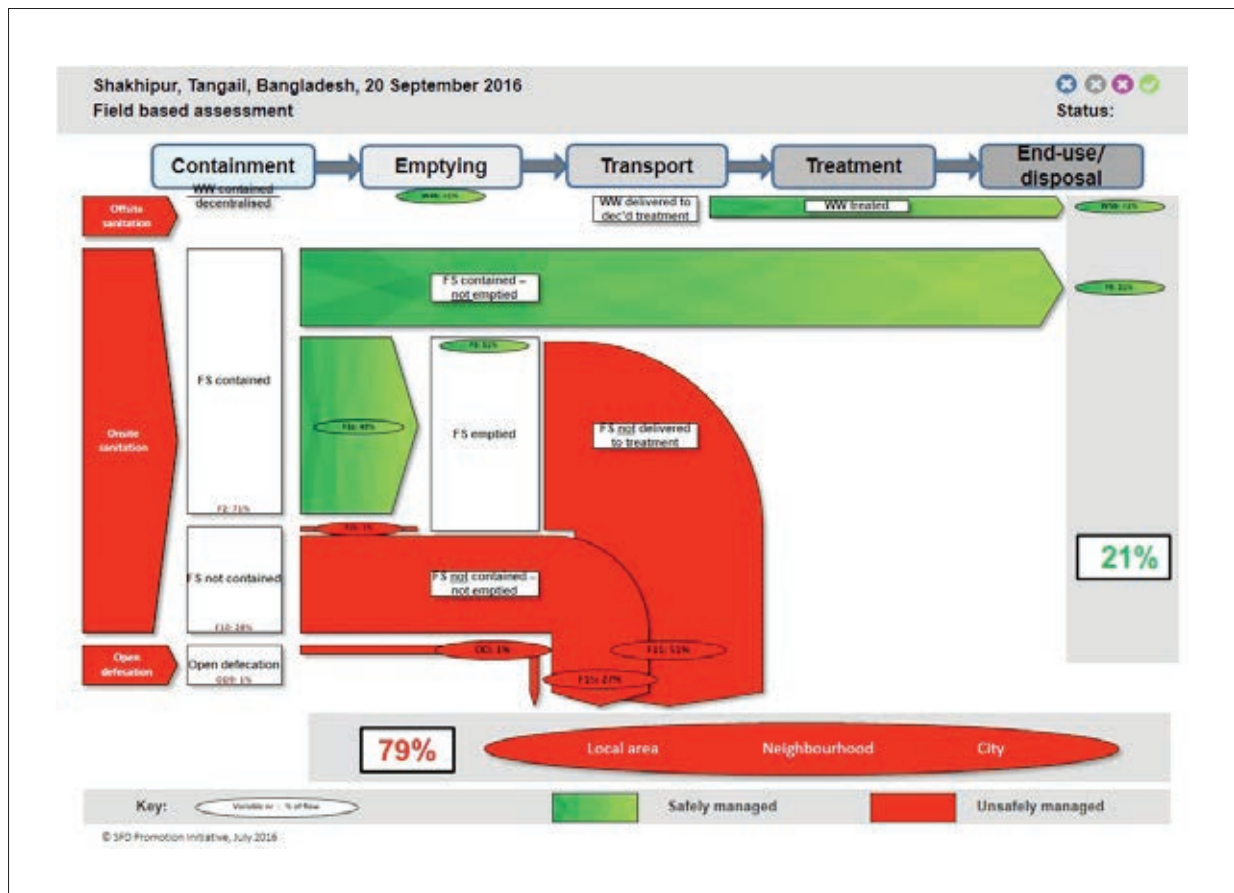 Shakhipur, Tangail, Bangladesh, 20 September 2016
Field based assessment
Status:
Containment
Emptying
Transport
Treatment
End-use/
disposal
Offsite
sanitation
WW contained
decentralised
WW delivered to
dec'd treatment
WW treated
Onsite
sanitation
FS contained
F2: 71%
FS contained –
not emptied
FS emptied
FS not delivered
to treatment
FS not contained
F10: 28%
FS not contained –
not emptied
21%
Open
defecation
Open defecation
OD9: 1%
F15: 27%
79%
Local area
Neighbourhood
City
Key:
Safely managed
Unsafely managed
© SFD Promotion Initiative, July 2016